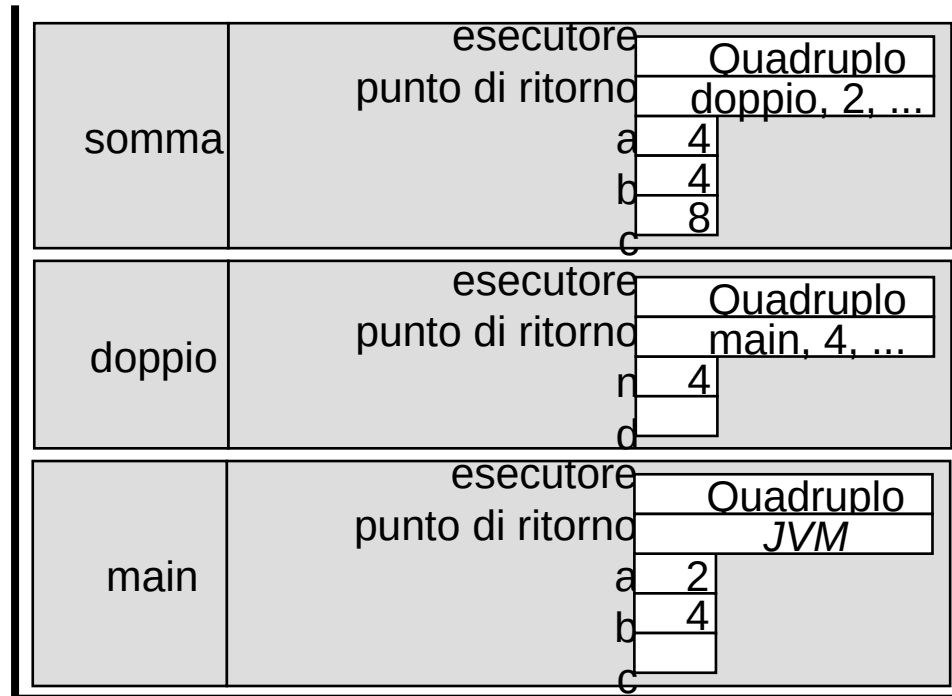 esecutore
Quadruplo
punto di ritorno
doppio, 2, ...
somma
a
4
b
4
c
8
esecutore
Quadruplo
punto di ritorno
main, 4, ...
doppio
n
4
d
esecutore
Quadruplo
punto di ritorno
JVM
main
a
2
b
4
c